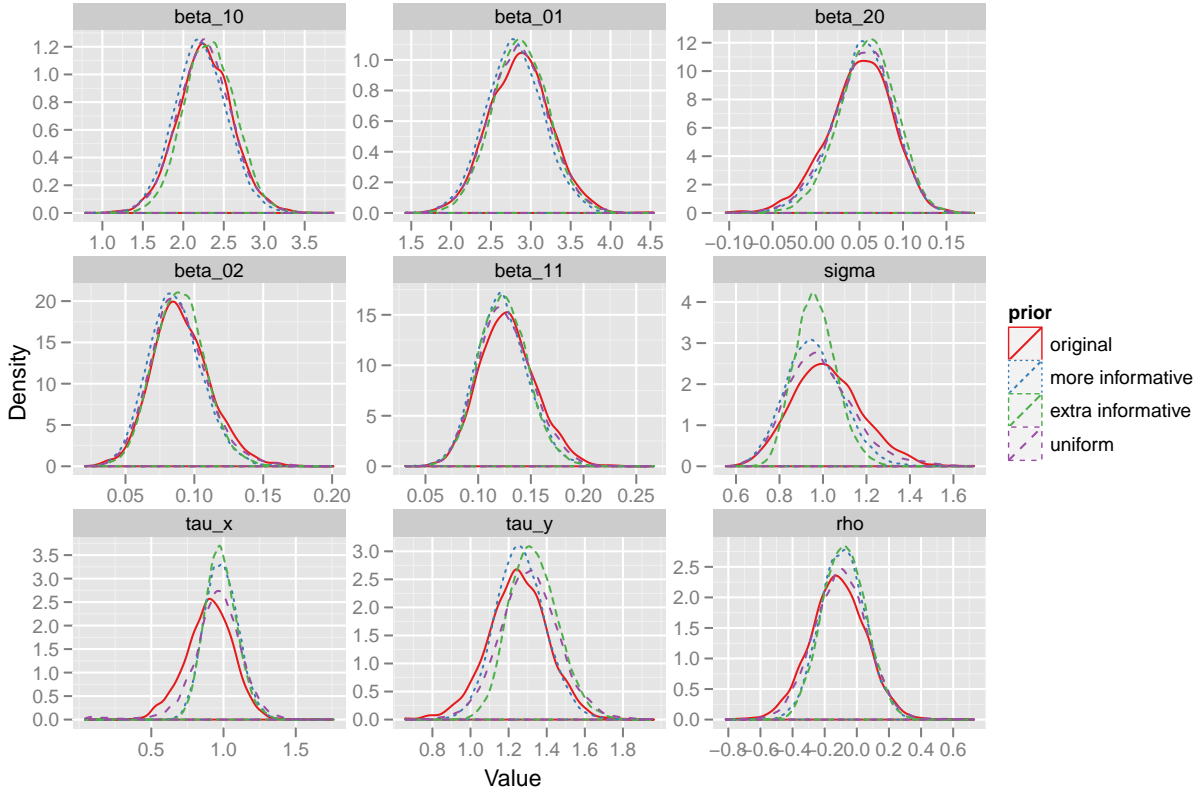 beta_10 beta_01 beta_20
1.2 1.0 0.8 0.6 0.4 0.2 0.0
1.0 0.8 0.6 0.4 0.2 0.0
12 10 8 6 4 2 0
1.0 1.5 2.0 2.5 3.0 3.5
1.5 2.0 2.5 3.0 3.5 4.0 4.5
−0.10 −0.05 0.00 0.05 0.10 0.15
beta_02 beta_11 sigma
20 15 10 5 0
15 10 5 0
4 3 2 1 0
0.05 0.10 0.15 0.20
0.05 0.10 0.15 0.20 0.25
0.6 0.8 1.0 1.2 1.4 1.6
tau_x tau_y rho
3.5 3.0 2.5 2.0 1.5 1.0 0.5 0.0
3.0 2.5 2.0 1.5 1.0 0.5 0.0
2.5 2.0 1.5 1.0 0.5 0.0
0.5 1.0 1.5
0.8 1.0 1.2 1.4 1.6 1.8
−0.8 −0.6 −0.4 −0.2 0.0 0.2 0.4 0.6
Density
Value
prior
original
more informative
extra informative
uniform